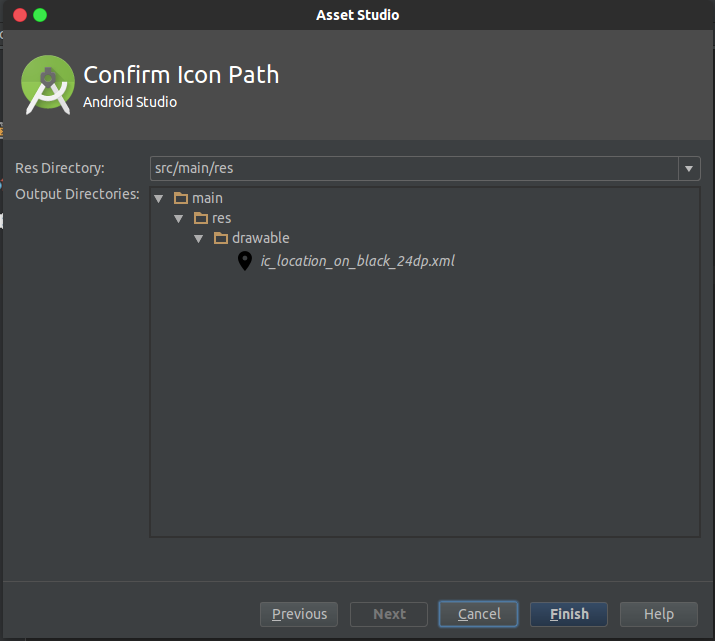 Asset Studio
Confirm Icon Path
Android Studio
Res Directory:
src/main/res
Output Directories:
main
res
drawable
ic_location_on_black_24dp.xml
Previous
Next
Cancel
Finish
Help